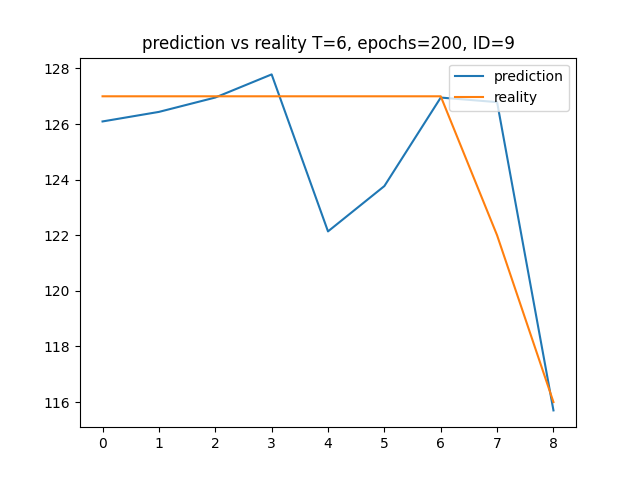 prediction vs reality T=6, epochs=200, ID=9
prediction
reality
128
126
124
122
120
118
116
0 1 2 3 4 5 6 7 8